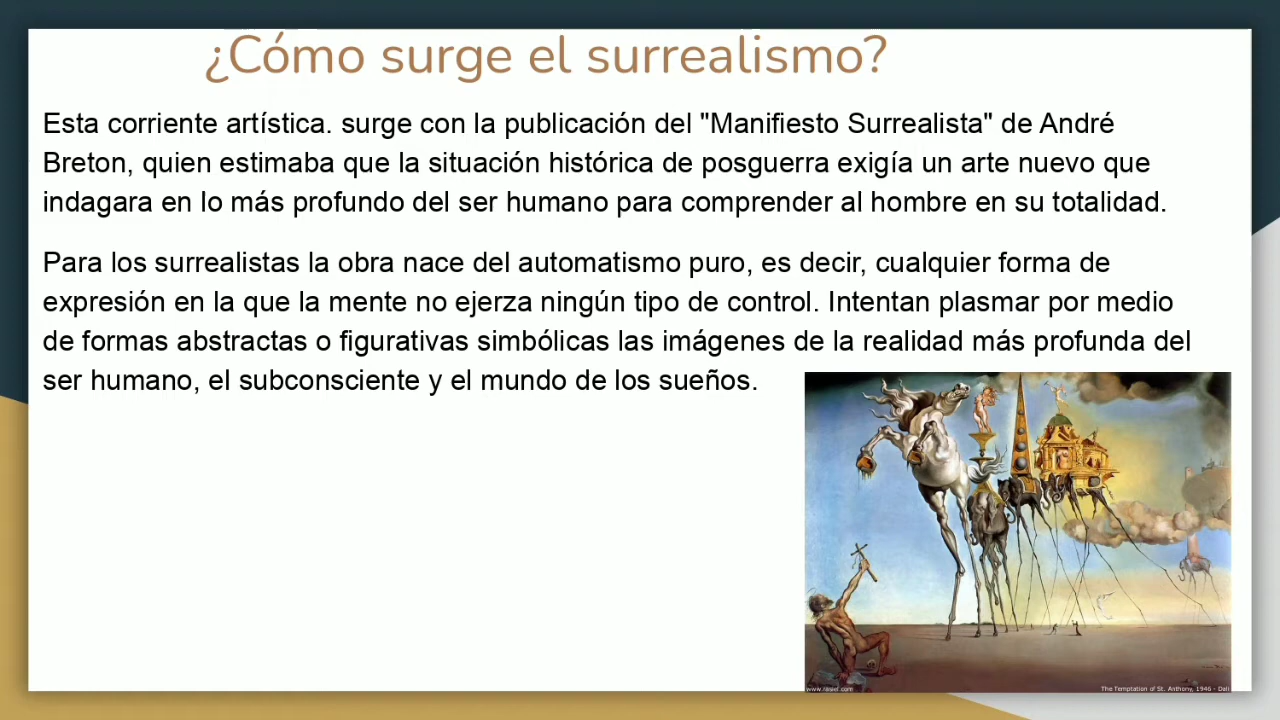 ¿Cómo surge el surrealismo?
Esta corriente artística. surge con la publicación del "Manifiesto Surrealista" de André
Breton, quien estimaba que la situación histórica de posguerra exigía un arte nuevo que
indagara en lo más profundo del ser humano para comprender al hombre en su totalidad.
Para los surrealistas la obra nace del automatismo puro, es decir, cualquier forma de
expresión en la que la mente no ejerza ningún tipo de control. Intentan plasmar por medio
de formas abstractas o figurativas simbólicas las imágenes de la realidad más profunda del
ser humano, el subconsciente y el mundo de los sueños.
The Temptation of St. Anthony, 1946 - Dali